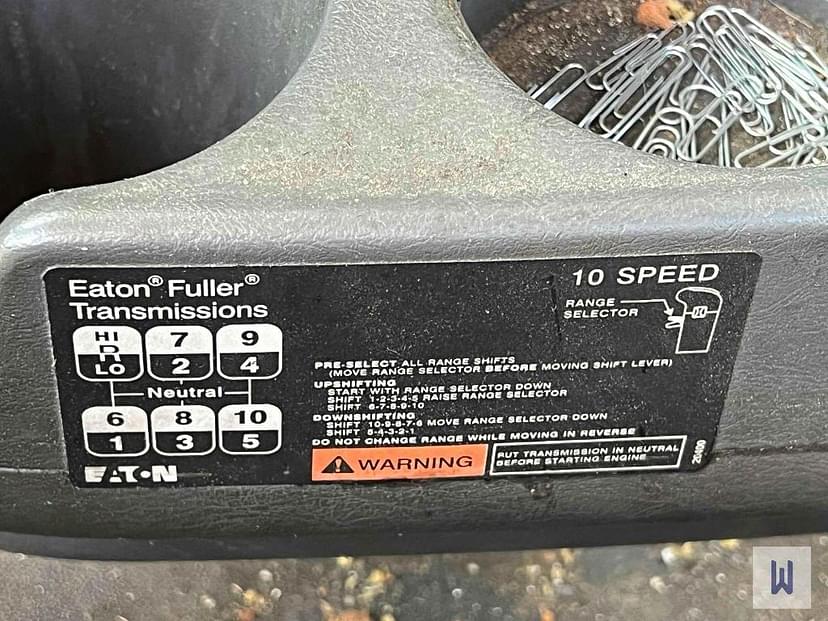 Eaton® Fuller®
Transmissions
10 SPEED
RANGE
SELECTOR
HI
R
LO
7
2
9
4
Neutral
6
1
8
3
10
5
EATON
PRE-SELECT ALL RANGE SHIFTS
(MOVE RANGE SELECTOR BEFORE MOVING SHIFT LEVER)
UPSHIFTING
START WITH RANGE SELECTOR DOWN
SHIFT 1-2-3-4-5 RAISE RANGE SELECTOR
SHIFT 6-7-8-9-10
DOWNSHIFTING
SHIFT 10-9-8-7-6 MOVE RANGE SELECTOR DOWN
SHIFT 5-4-3-2-1
DO NOT CHANGE RANGE WHILE MOVING IN REVERSE
WARNING
PUT TRANSMISSION IN NEUTRAL
BEFORE STARTING ENGINE
20400
W